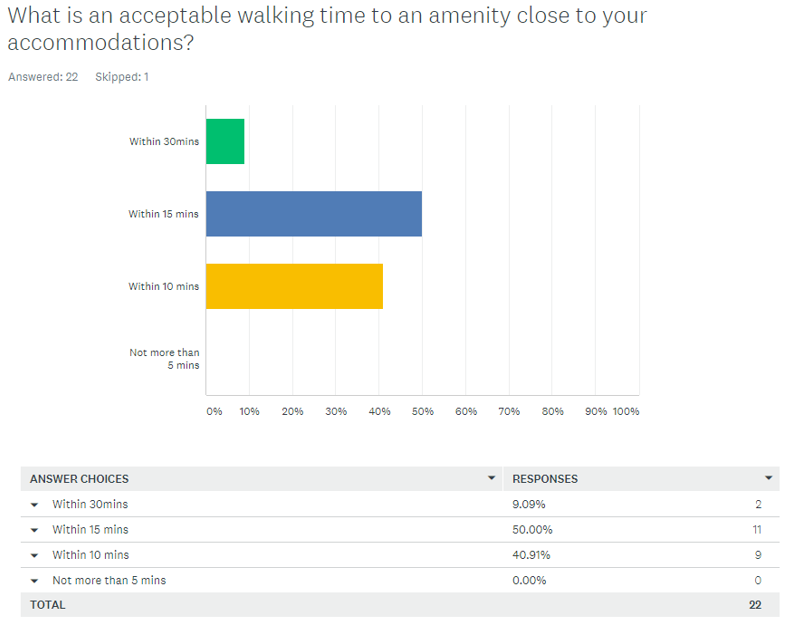 What is an acceptable walking time to an amenity close to your
accommodations?
Answered: 22 Skipped: 1
Within 30mins
Within 15 mins
Within 10 mins
Not more than
5 mins
0% 10% 20% 30% 40% 50% 60% 70% 80% 90% 100%
ANSWER CHOICES RESPONSES
Within 30mins 9.09% 2
Within 15 mins 50.00% 11
Within 10 mins 40.91% 9
Not more than 5 mins 0.00% 0
TOTAL 22